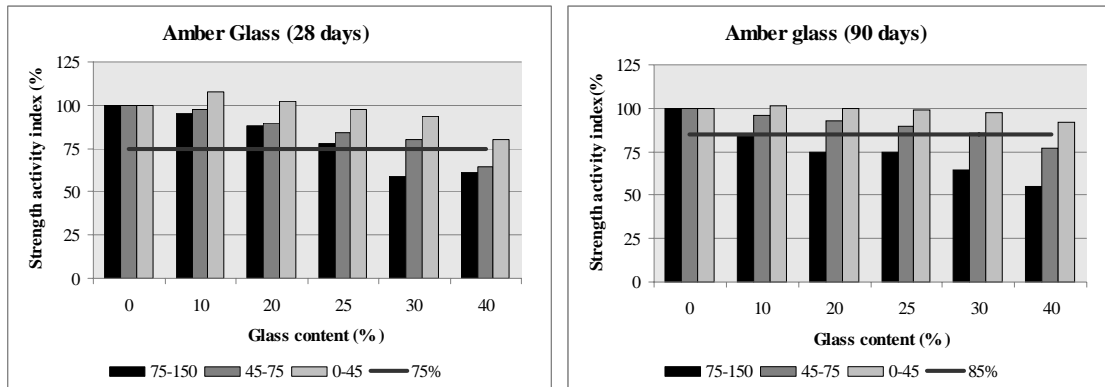 Amber Glass (28 days)
Strength activity index (%
125
100
75
50
25
0
0 10 20 25 30 40
Glass content (%)
75-150 45-75 0-45 75%
Amber glass (90 days)
Strength activity index(%
125
100
75
50
25
0
0 10 20 25 30 40
Glass content (%)
75-150 45-75 0-45 85%